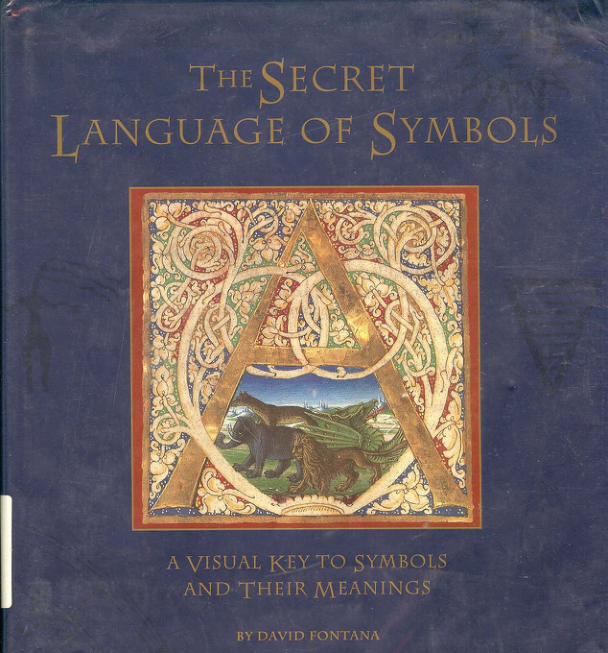 The Secret
Language of Symbols
A
A Visual Key to Symbols
and Their Meanings
by David Fontana